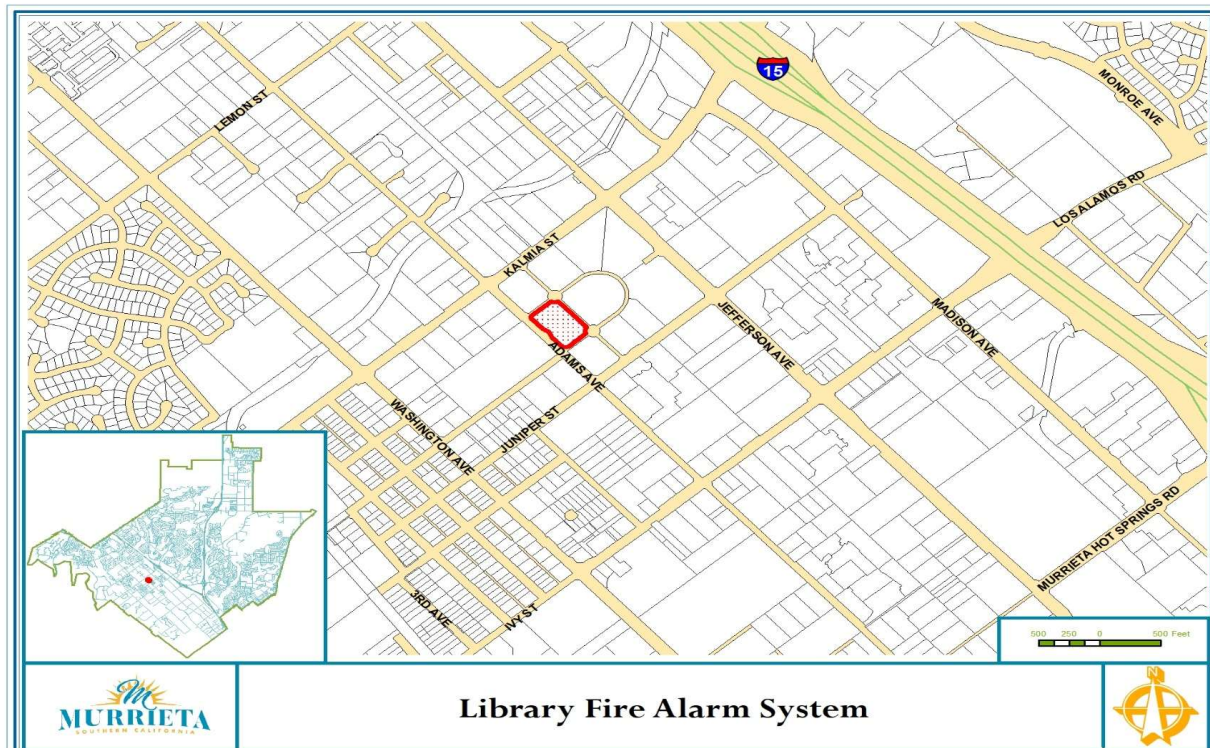 15
MONROE AVE
LEMON ST
LOS ALAMOS RD
KALMIA ST
JEFFERSON AVE
MADISON AVE
ADAMS AVE
WASHINGTON AVE
JUNIPER ST
MURRIETA HOT SPRINGS RD
3RD AVE
IVY ST
500 250 0 500 Feet
M
MURRIETA
SOUTHERN CALIFORNIA
Library Fire Alarm System
N